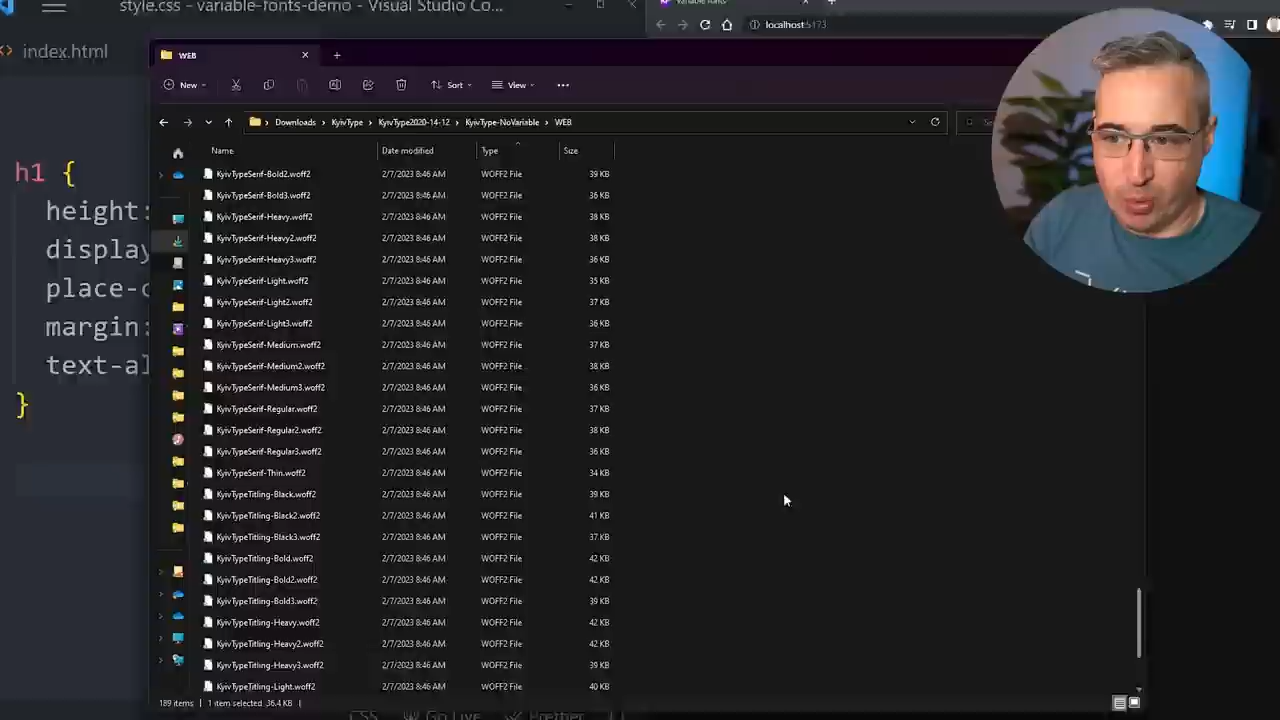 style.css - variable-fonts-demo - Visual Studio Co...
Variable fonts
index.html
WEB
localhost:5173
New
Sort
View
Downloads
KyivType
KyivType2020-14-12
KyivType-NoVariable
WEB
Name
Date modified
Type
Size
KyivTypeSerif-Bold2.woff2 2/7/2023 8:46 AM WOFF2 File 39 KB
KyivTypeSerif-Bold3.woff2 2/7/2023 8:46 AM WOFF2 File 36 KB
KyivTypeSerif-Heavy.woff2 2/7/2023 8:46 AM WOFF2 File 38 KB
KyivTypeSerif-Heavy2.woff2 2/7/2023 8:46 AM WOFF2 File 38 KB
KyivTypeSerif-Heavy3.woff2 2/7/2023 8:46 AM WOFF2 File 36 KB
KyivTypeSerif-Light.woff2 2/7/2023 8:46 AM WOFF2 File 35 KB
KyivTypeSerif-Light2.woff2 2/7/2023 8:46 AM WOFF2 File 37 KB
KyivTypeSerif-Light3.woff2 2/7/2023 8:46 AM WOFF2 File 36 KB
KyivTypeSerif-Medium.woff2 2/7/2023 8:46 AM WOFF2 File 37 KB
KyivTypeSerif-Medium2.woff2 2/7/2023 8:46 AM WOFF2 File 38 KB
KyivTypeSerif-Medium3.woff2 2/7/2023 8:46 AM WOFF2 File 36 KB
KyivTypeSerif-Regular.woff2 2/7/2023 8:46 AM WOFF2 File 37 KB
KyivTypeSerif-Regular2.woff2 2/7/2023 8:46 AM WOFF2 File 38 KB
KyivTypeSerif-Regular3.woff2 2/7/2023 8:46 AM WOFF2 File 36 KB
KyivTypeSerif-Thin.woff2 2/7/2023 8:46 AM WOFF2 File 34 KB
KyivTypeTitling-Black.woff2 2/7/2023 8:46 AM WOFF2 File 39 KB
KyivTypeTitling-Black2.woff2 2/7/2023 8:46 AM WOFF2 File 41 KB
KyivTypeTitling-Black3.woff2 2/7/2023 8:46 AM WOFF2 File 37 KB
KyivTypeTitling-Bold.woff2 2/7/2023 8:46 AM WOFF2 File 42 KB
KyivTypeTitling-Bold2.woff2 2/7/2023 8:46 AM WOFF2 File 42 KB
KyivTypeTitling-Bold3.woff2 2/7/2023 8:46 AM WOFF2 File 39 KB
KyivTypeTitling-Heavy.woff2 2/7/2023 8:46 AM WOFF2 File 42 KB
KyivTypeTitling-Heavy2.woff2 2/7/2023 8:46 AM WOFF2 File 42 KB
KyivTypeTitling-Heavy3.woff2 2/7/2023 8:46 AM WOFF2 File 39 KB
KyivTypeTitling-Light.woff2 2/7/2023 8:46 AM WOFF2 File 40 KB
189 items
1 item selected 36.4 KB
h1 {
height:
display
place-c
margin:
text-al
}
CSS
Go Live
Prettier